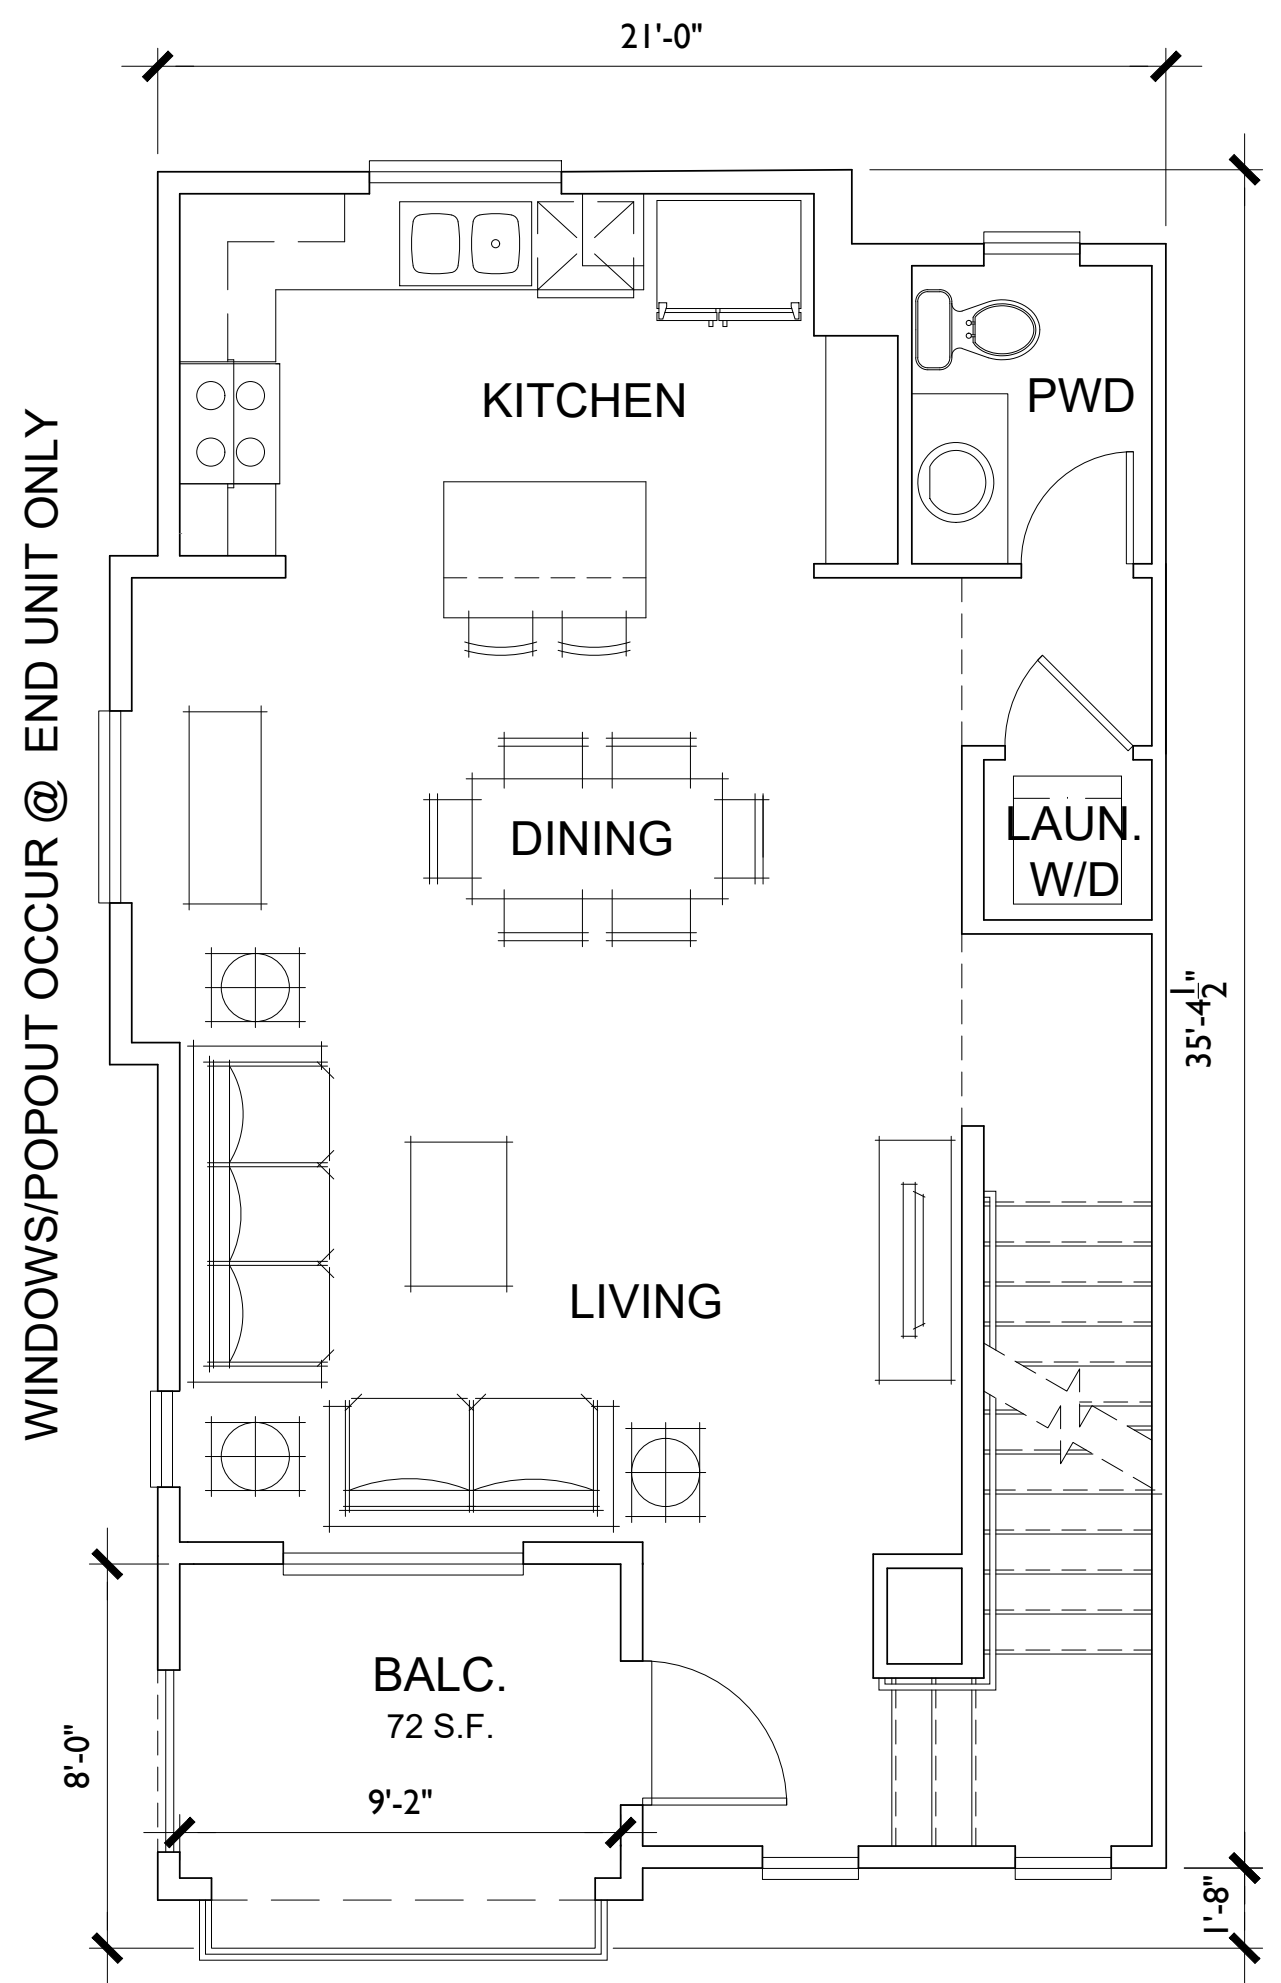 21'-0"
WINDOWS/POPOUT OCCUR @ END UNIT ONLY
KITCHEN
PWD
DINING
LAUN.
W/D
35'-4 1/2"
LIVING
BALC.
72 S.F.
8'-0"
9'-2"
1'-8"